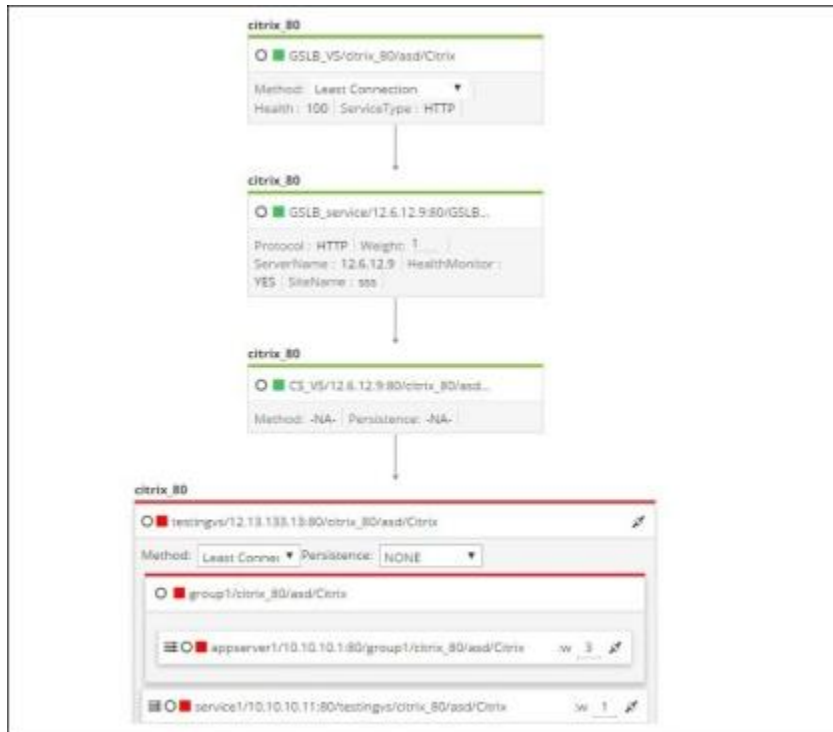 citrix_80
GSLB_VS/citrix_80/asd/Citrix
Method: Least Connection
Health : 100 ServiceType : HTTP
citrix_80
GSLB_service/12.6.12.9:80/GSLB...
Protocol : HTTP Weight: 1
ServerName : 12.6.12.9 HealthMonitor :
YES SiteName : sss
citrix_80
CS_VS/12.6.12.9:80/citrix_80/asd...
Method: -NA- Persistence: -NA-
citrix_80
testingvs/12.13.133.13:80/citrix_80/asd/Citrix
Method: Least Connec Persistence: NONE
group1/citrix_80/asd/Citrix
appserver1/10.10.10.1:80/group1/citrix_80/asd/Citrix :w 3
service1/10.10.10.11:80/testingvs/citrix_80/asd/Citrix :w 1